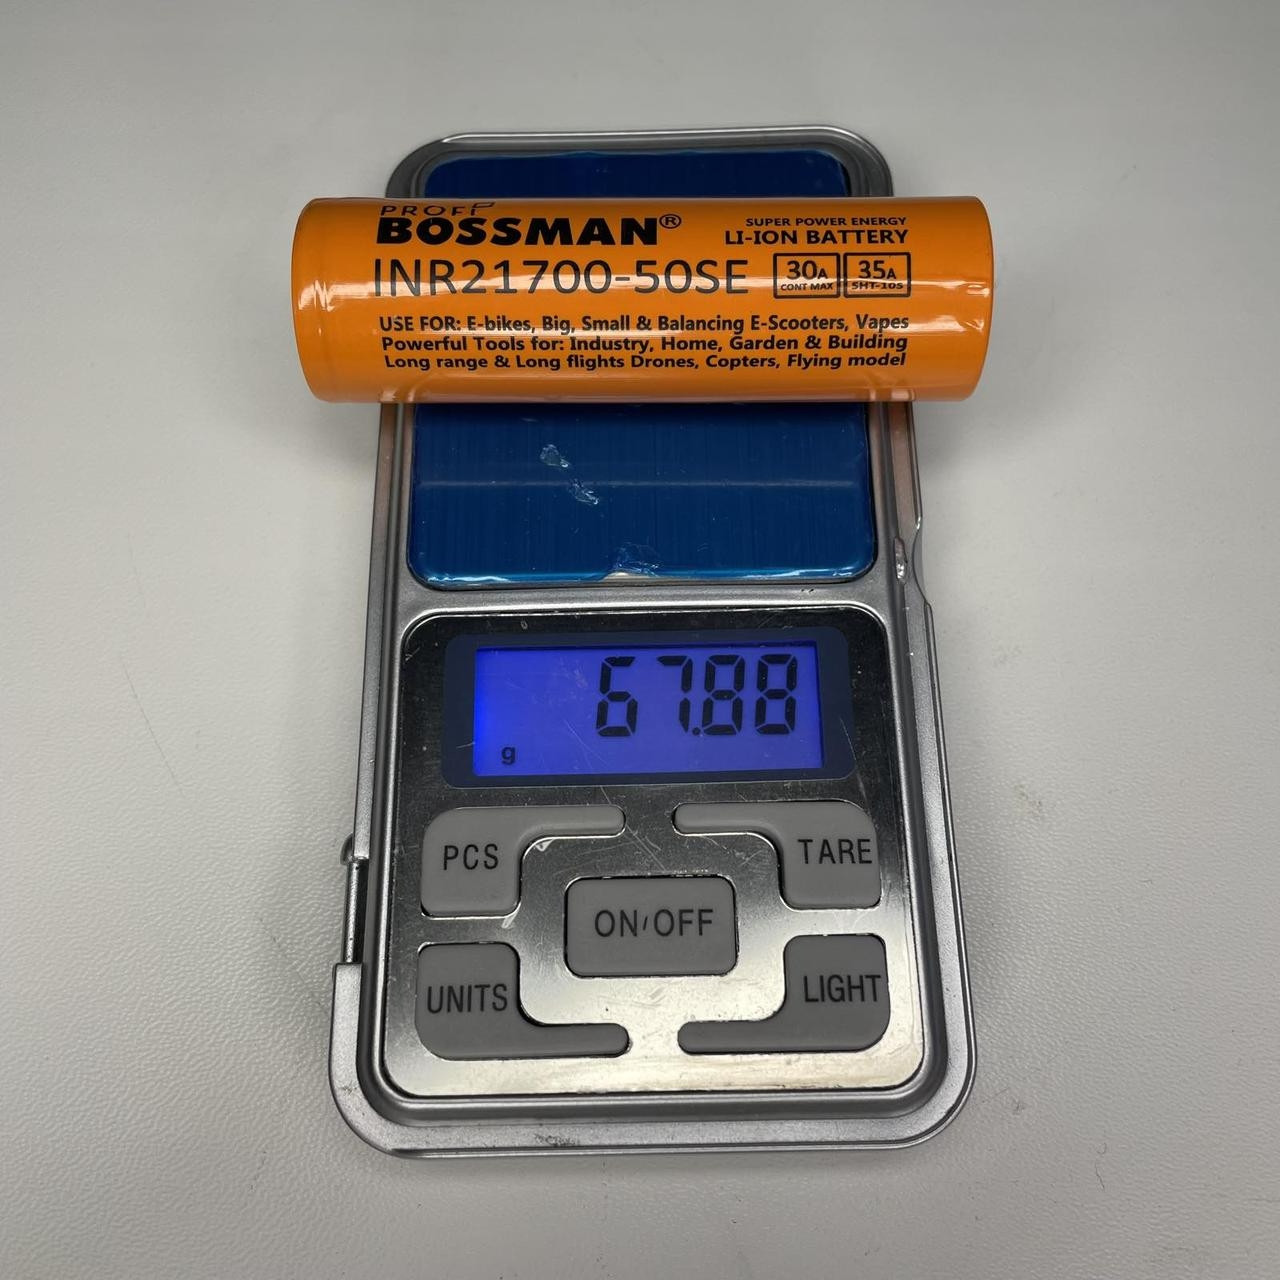 PROFI
BOSSMAN®
SUPER POWER ENERGY
LI-ION BATTERY
INR21700-50SE
30A
CONT MAX
35A
5HT-10S
USE FOR: E-bikes, Big, Small & Balancing E-Scooters, Vapes
Powerful Tools for: Industry, Home, Garden & Building
Long range & Long flights Drones, Copters, Flying model
67.88
g
PCS
TARE
ON/OFF
UNITS
LIGHT